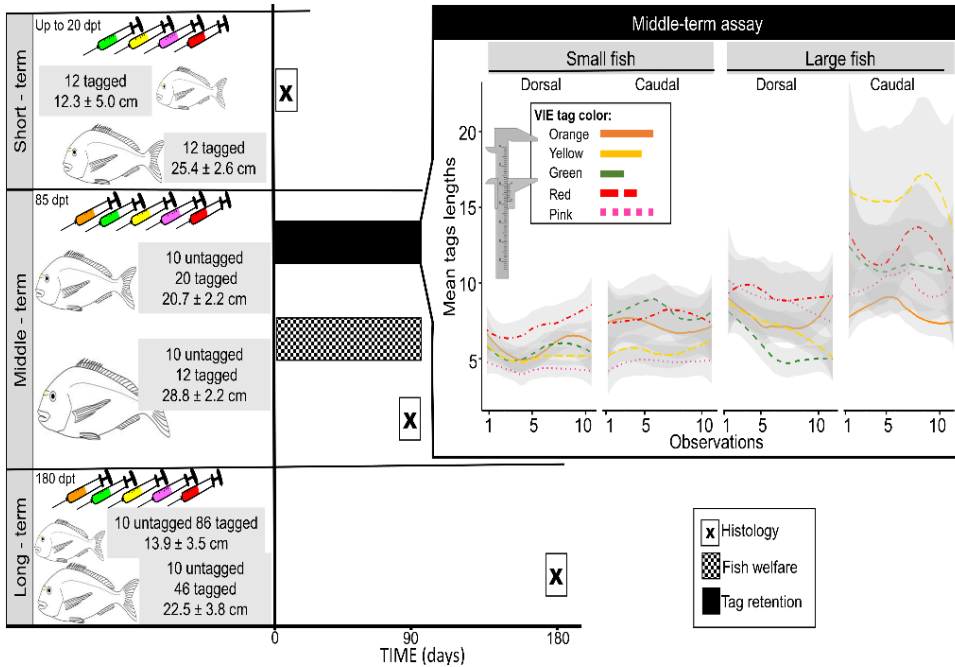 Short - term
Up to 20 dpt
12 tagged
12.3 ± 5.0 cm
12 tagged
25.4 ± 2.6 cm
x
Middle - term
85 dpt
10 untagged
20 tagged
20.7 ± 2.2 cm
10 untagged
12 tagged
28.8 ± 2.2 cm
x
Long - term
180 dpt
10 untagged 86 tagged
13.9 ± 3.5 cm
10 untagged
46 tagged
22.5 ± 3.8 cm
x
0
90
180
TIME (days)
Middle-term assay
Small fish
Large fish
Dorsal
Caudal
Dorsal
Caudal
VIE tag color:
Orange
Yellow
Green
Red
Pink
Mean tags lengths
20
15
10
5
1 5 10
1 5 10
1 5 10
1 5 10
Observations
x Histology
Fish welfare
Tag retention